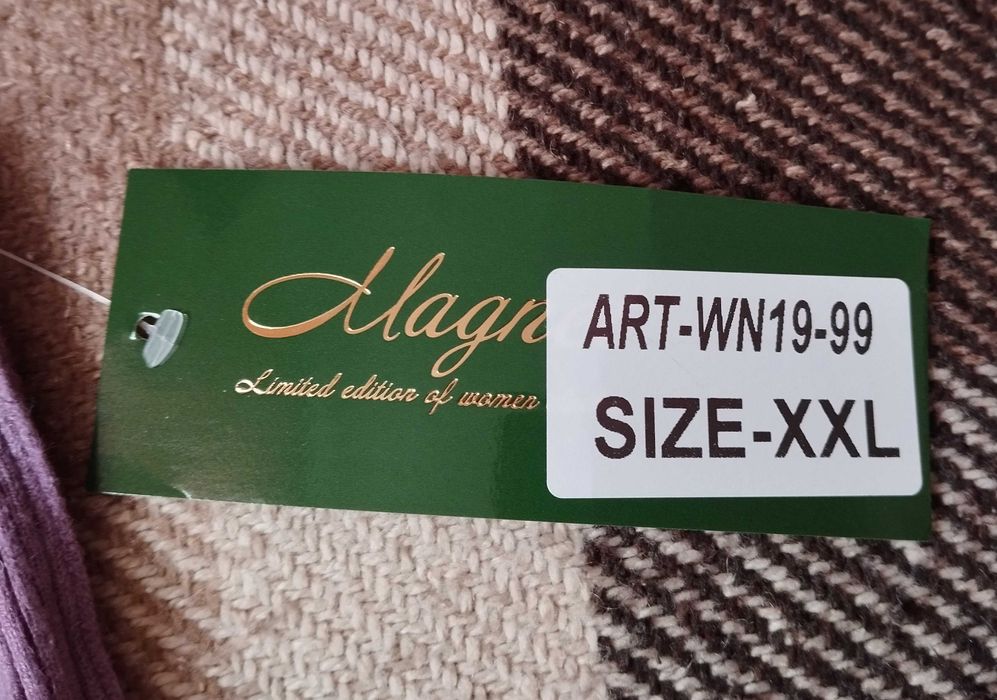 Magn
Limited edition of women
ART-WN19-99
SIZE-XXL